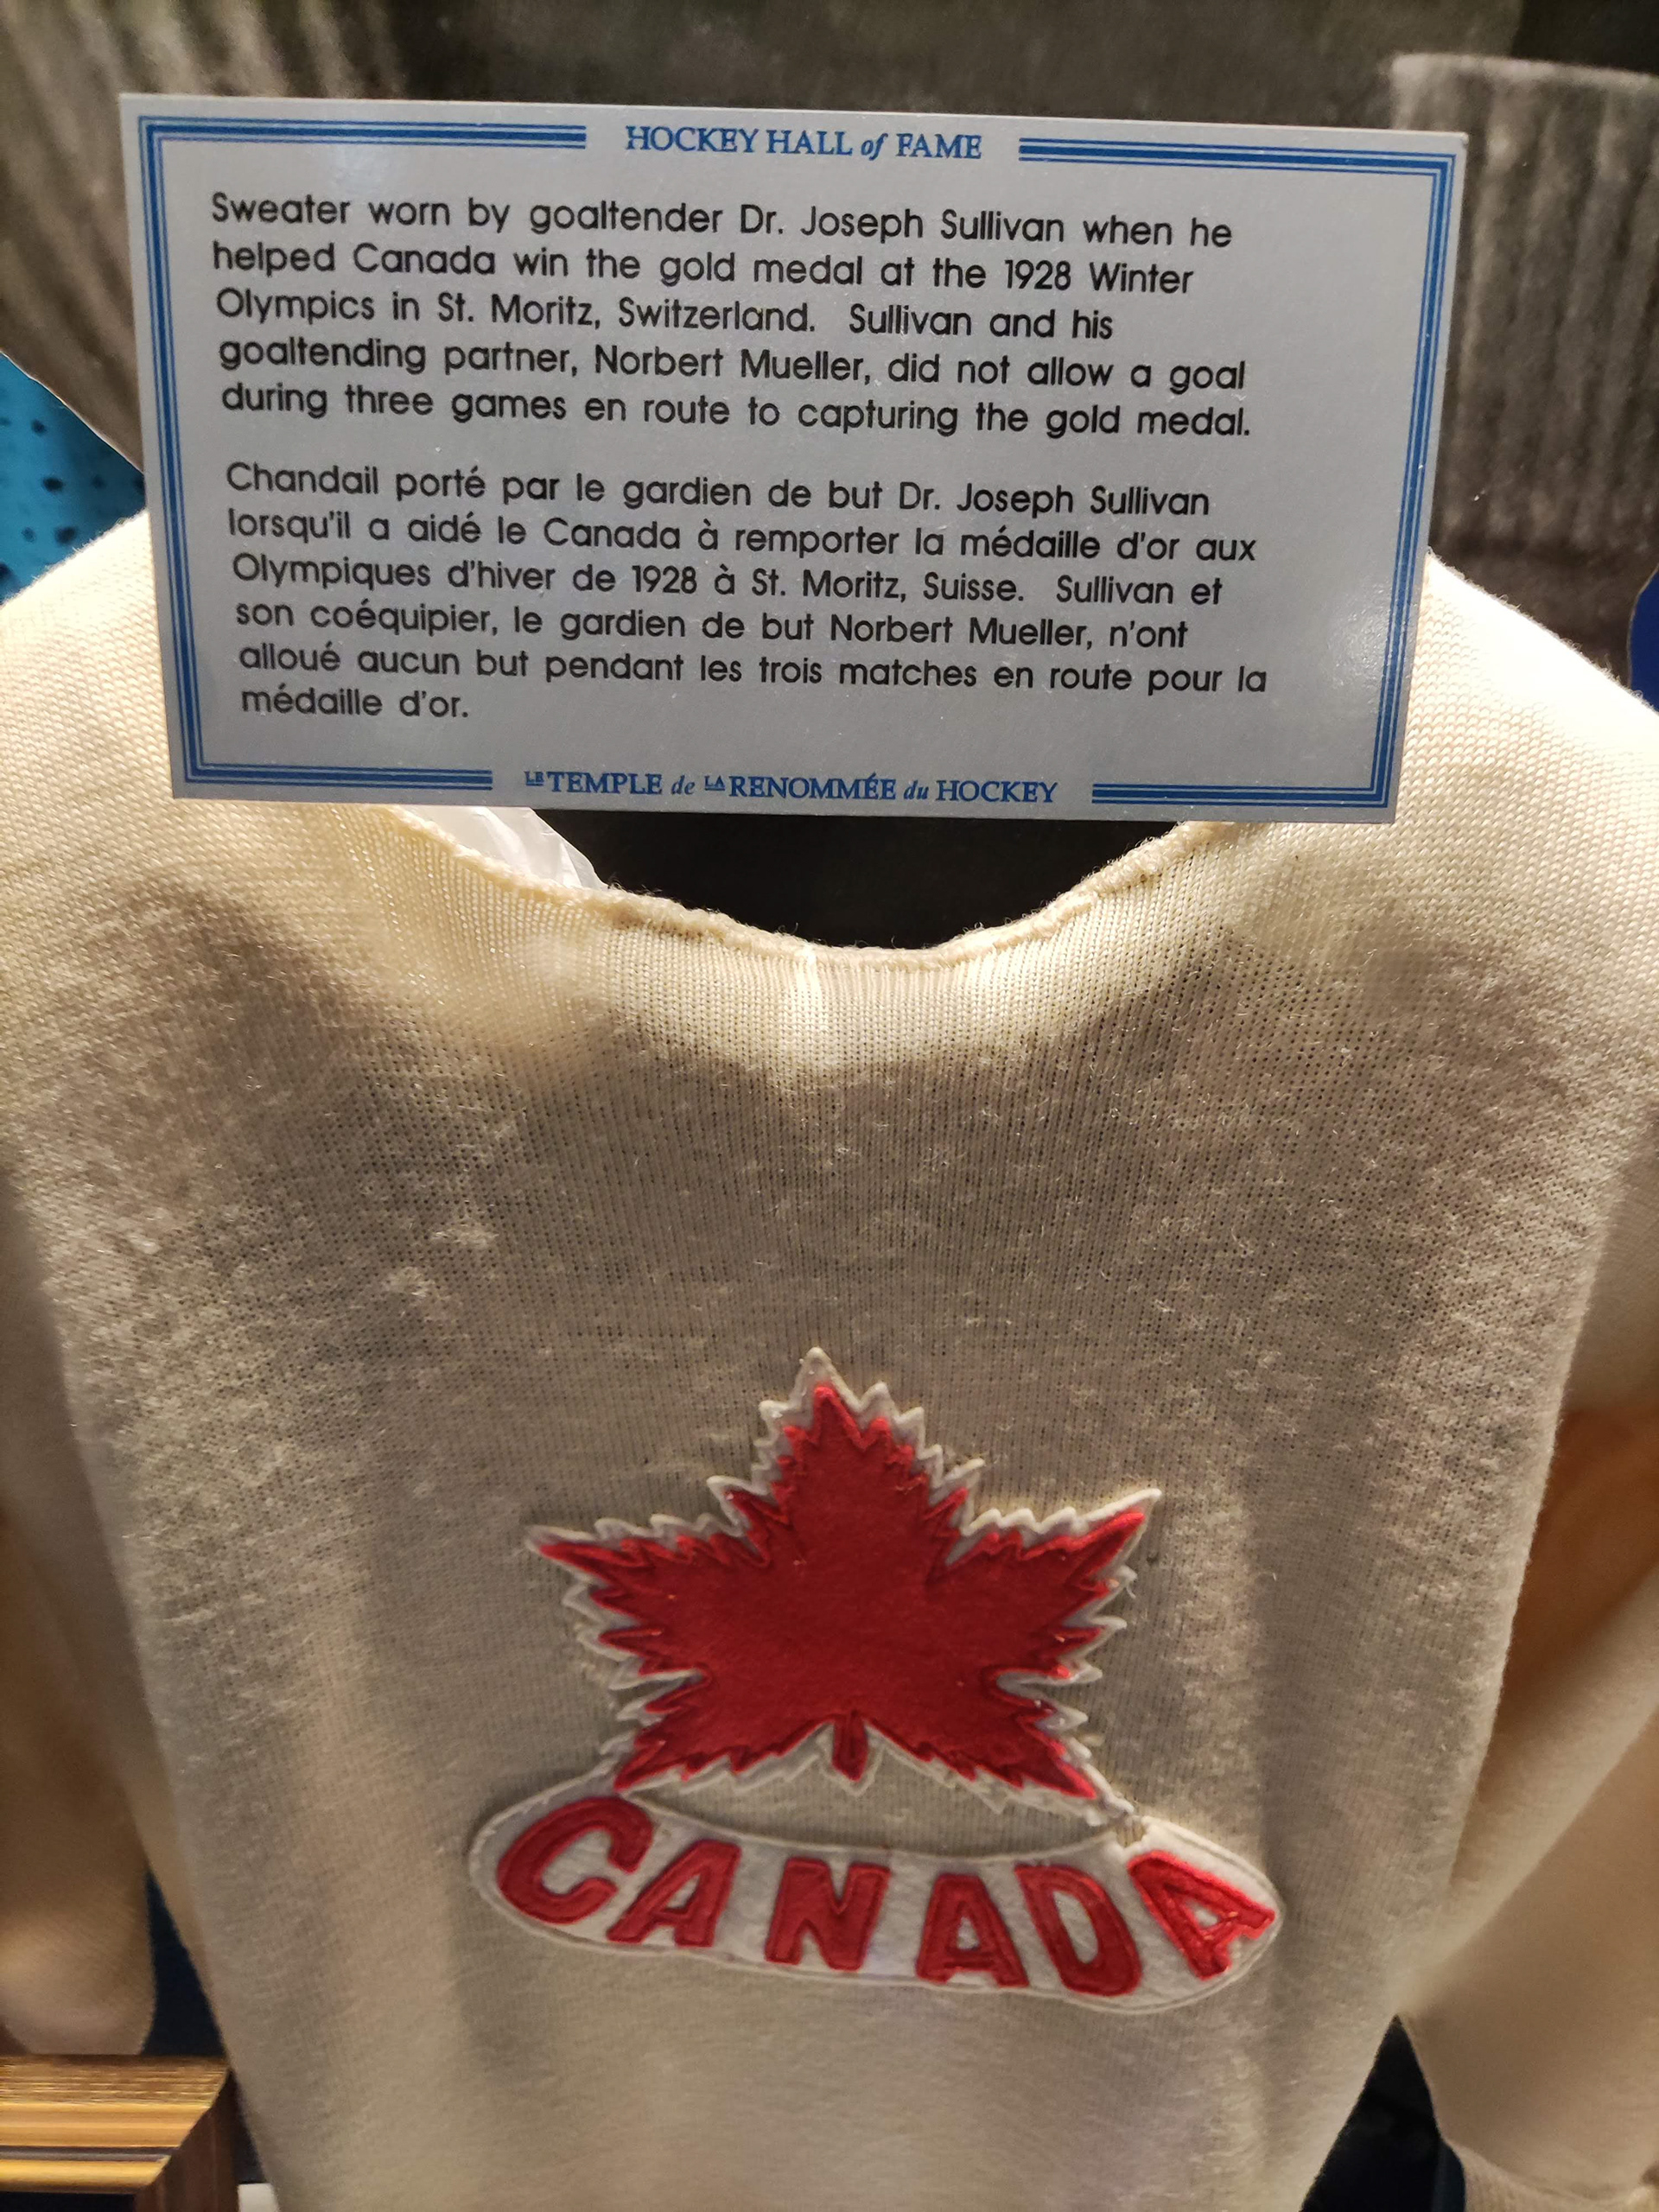 HOCKEY HALL of FAME
Sweater worn by goaltender Dr. Joseph Sullivan when he
helped Canada win the gold medal at the 1928 Winter
Olympics in St. Moritz, Switzerland. Sullivan and his
goaltending partner, Norbert Mueller, did not allow a goal
during three games en route to capturing the gold medal.
Chandail porté par le gardien de but Dr. Joseph Sullivan
lorsqu'il a aidé le Canada à remporter la médaille d'or aux
Olympiques d'hiver de 1928 à St. Moritz, Suisse. Sullivan et
son coéquipier, le gardien de but Norbert Mueller, n'ont
alloué aucun but pendant les trois matches en route pour la
médaille d'or.
LE TEMPLE de LA RENOMMÉE du HOCKEY
CANADA